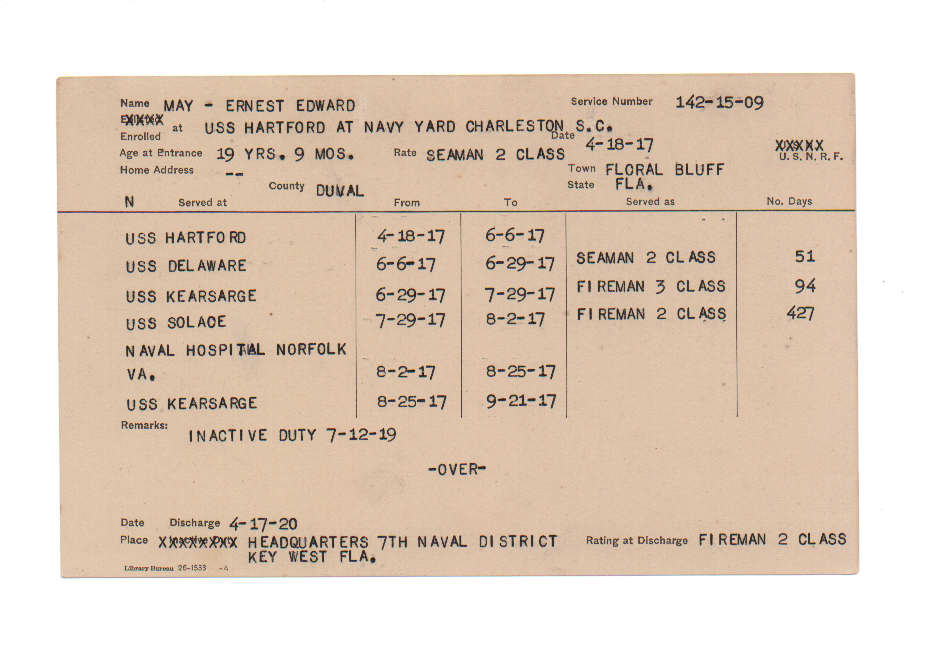 Name MAY - ERNEST EDWARD Service Number 142-15-09
Enrolled at USS HARTFORD AT NAVY YARD CHARLESTON S.C.
Date 4-18-17 XXXXX
Age at Entrance 19 YRS. 9 MOS. Rate SEAMAN 2 CLASS U.S.N.R.F.
Home Address -- Town FLORAL BLUFF
County DUVAL State FLA.
N Served at From To Served as No. Days
USS HARTFORD 4-18-17 6-6-17
USS DELAWARE 6-6-17 6-29-17 SEAMAN 2 CLASS 51
USS KEARSARGE 6-29-17 7-29-17 FIREMAN 3 CLASS 94
USS SOLACE 7-29-17 8-2-17 FIREMAN 2 CLASS 427
NAVAL HOSPITAL NORFOLK
VA. 8-2-17 8-25-17
USS KEARSARGE 8-25-17 9-21-17
Remarks: INACTIVE DUTY 7-12-19
-OVER-
Date Discharge 4-17-20
Place XXXXXXXX HEADQUARTERS 7TH NAVAL DISTRICT Rating at Discharge FIREMAN 2 CLASS
KEY WEST FLA.
Library Bureau 26-1533 -A